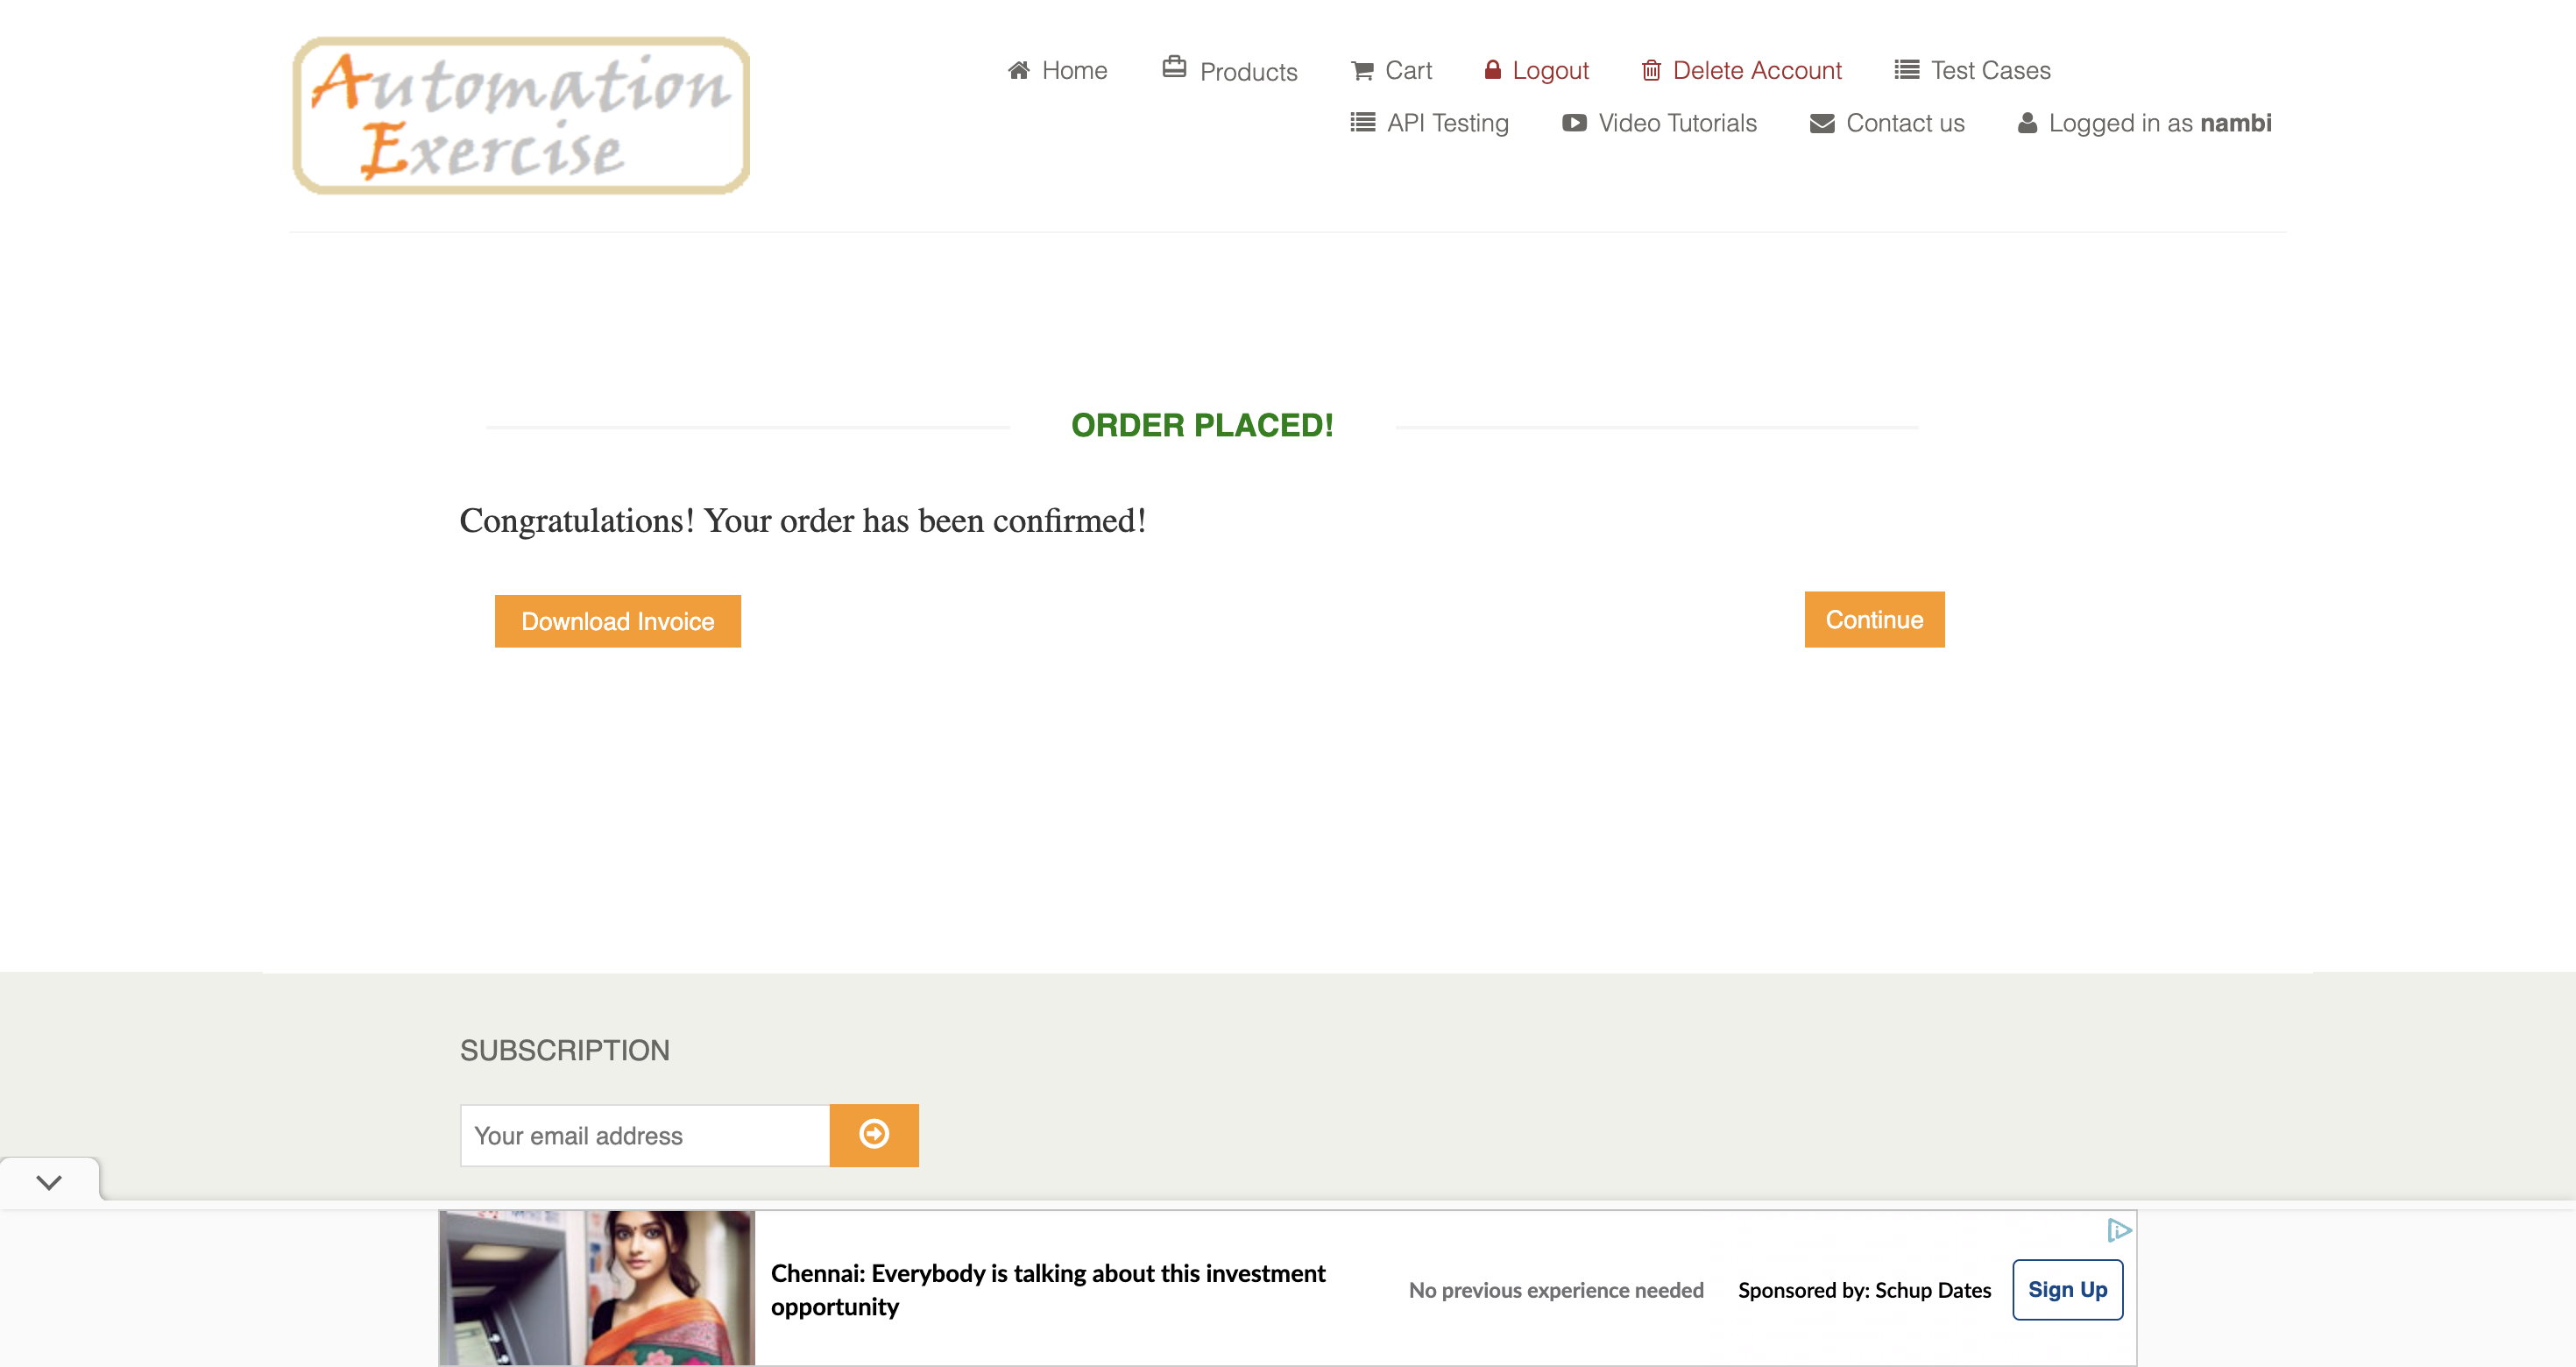 Automation
Exercise
Home Products Cart Logout Delete Account Test Cases
API Testing Video Tutorials Contact us Logged in as nambi
ORDER PLACED!
Congratulations! Your order has been confirmed!
Download Invoice Continue
SUBSCRIPTION
Your email address
Chennai: Everybody is talking about this investment
opportunity
No previous experience needed
Sponsored by: Schup Dates
Sign Up